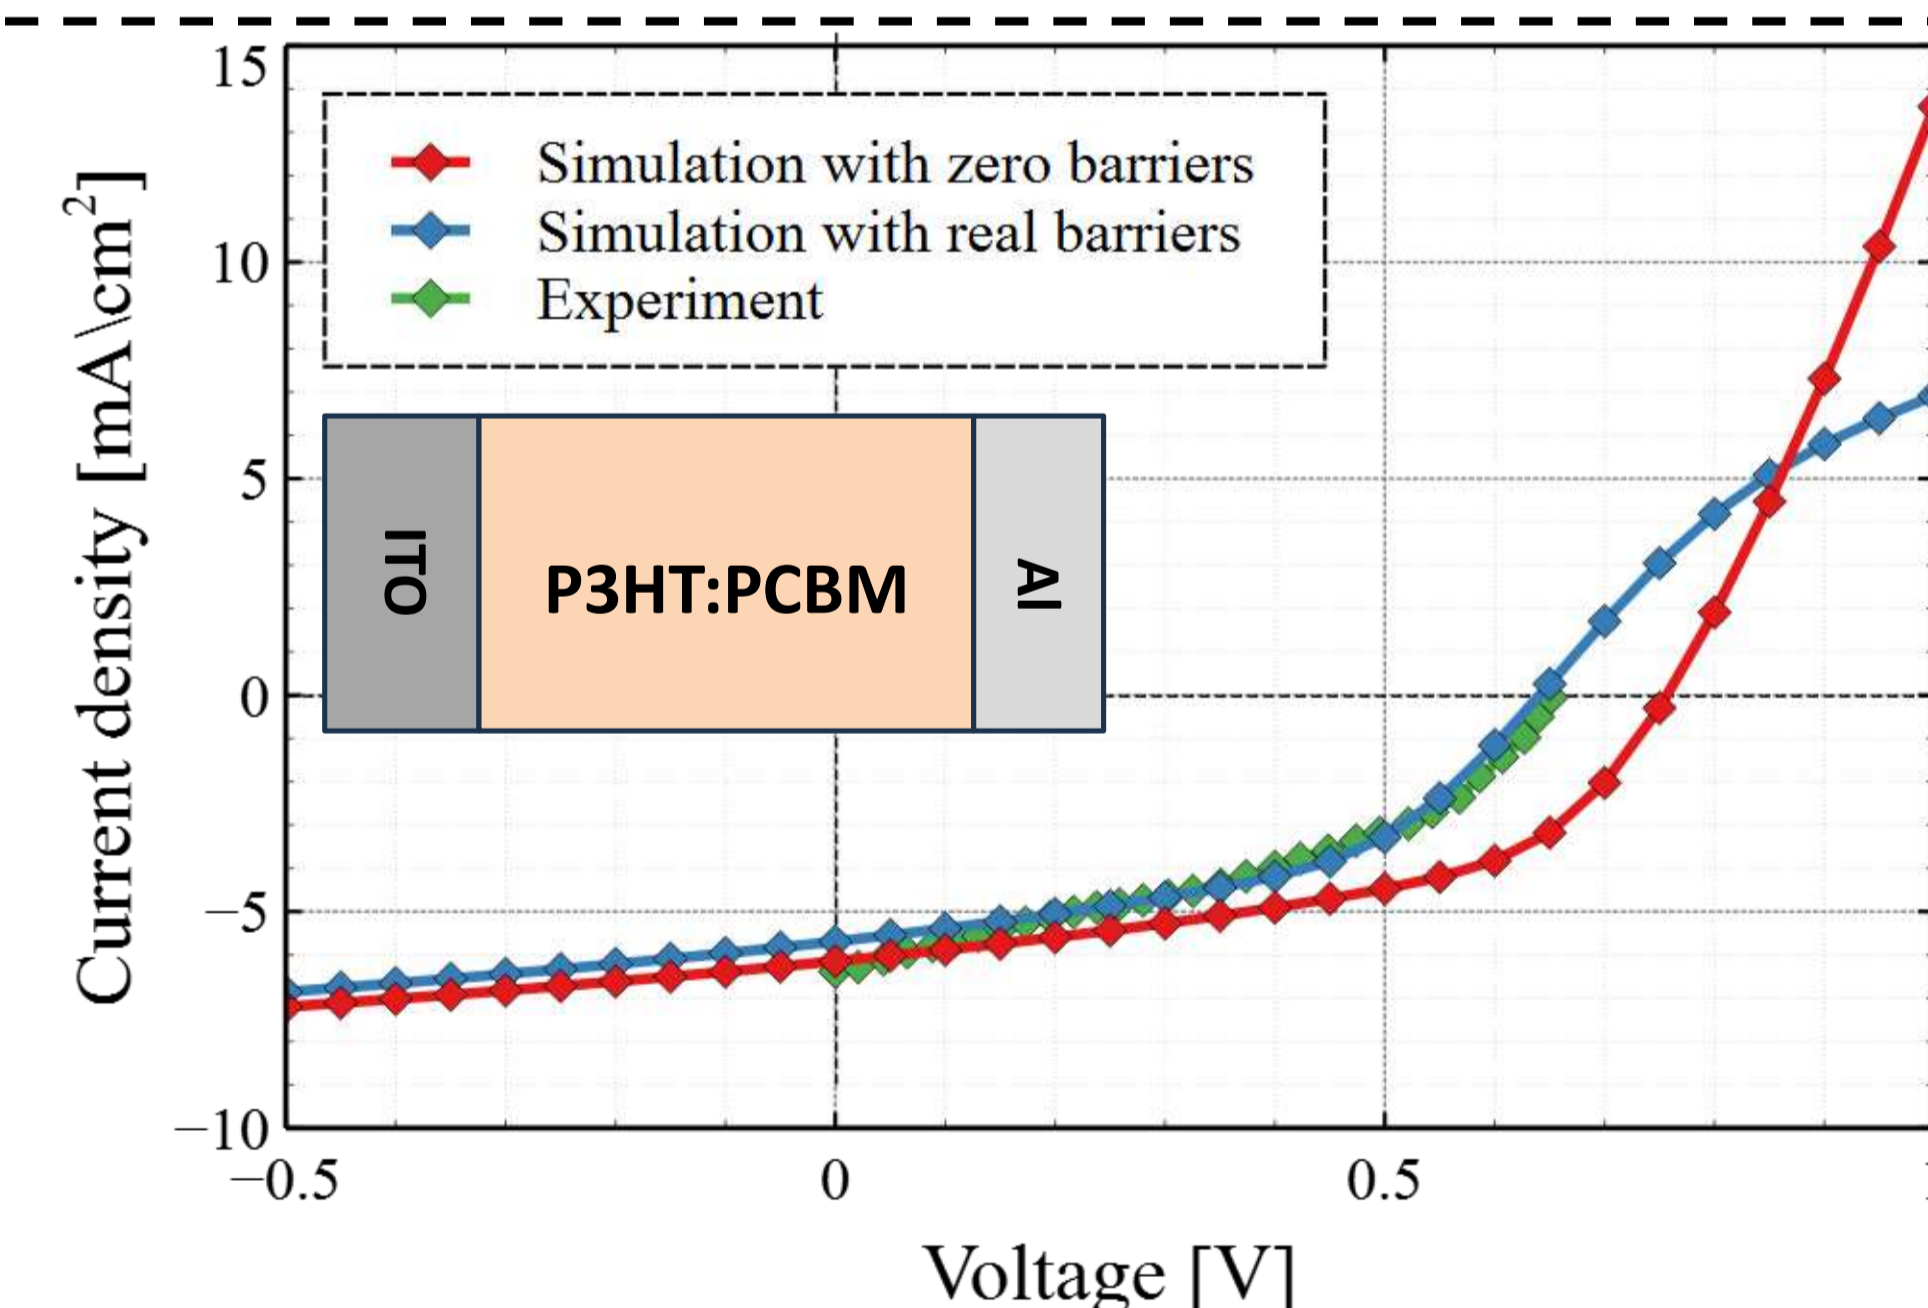 15
10
5
0
−5
−10
Current density [mA\cm²]
Simulation with zero barriers
Simulation with real barriers
Experiment
ITO
P3HT:PCBM
Al
−0.5
0
0.5
Voltage [V]